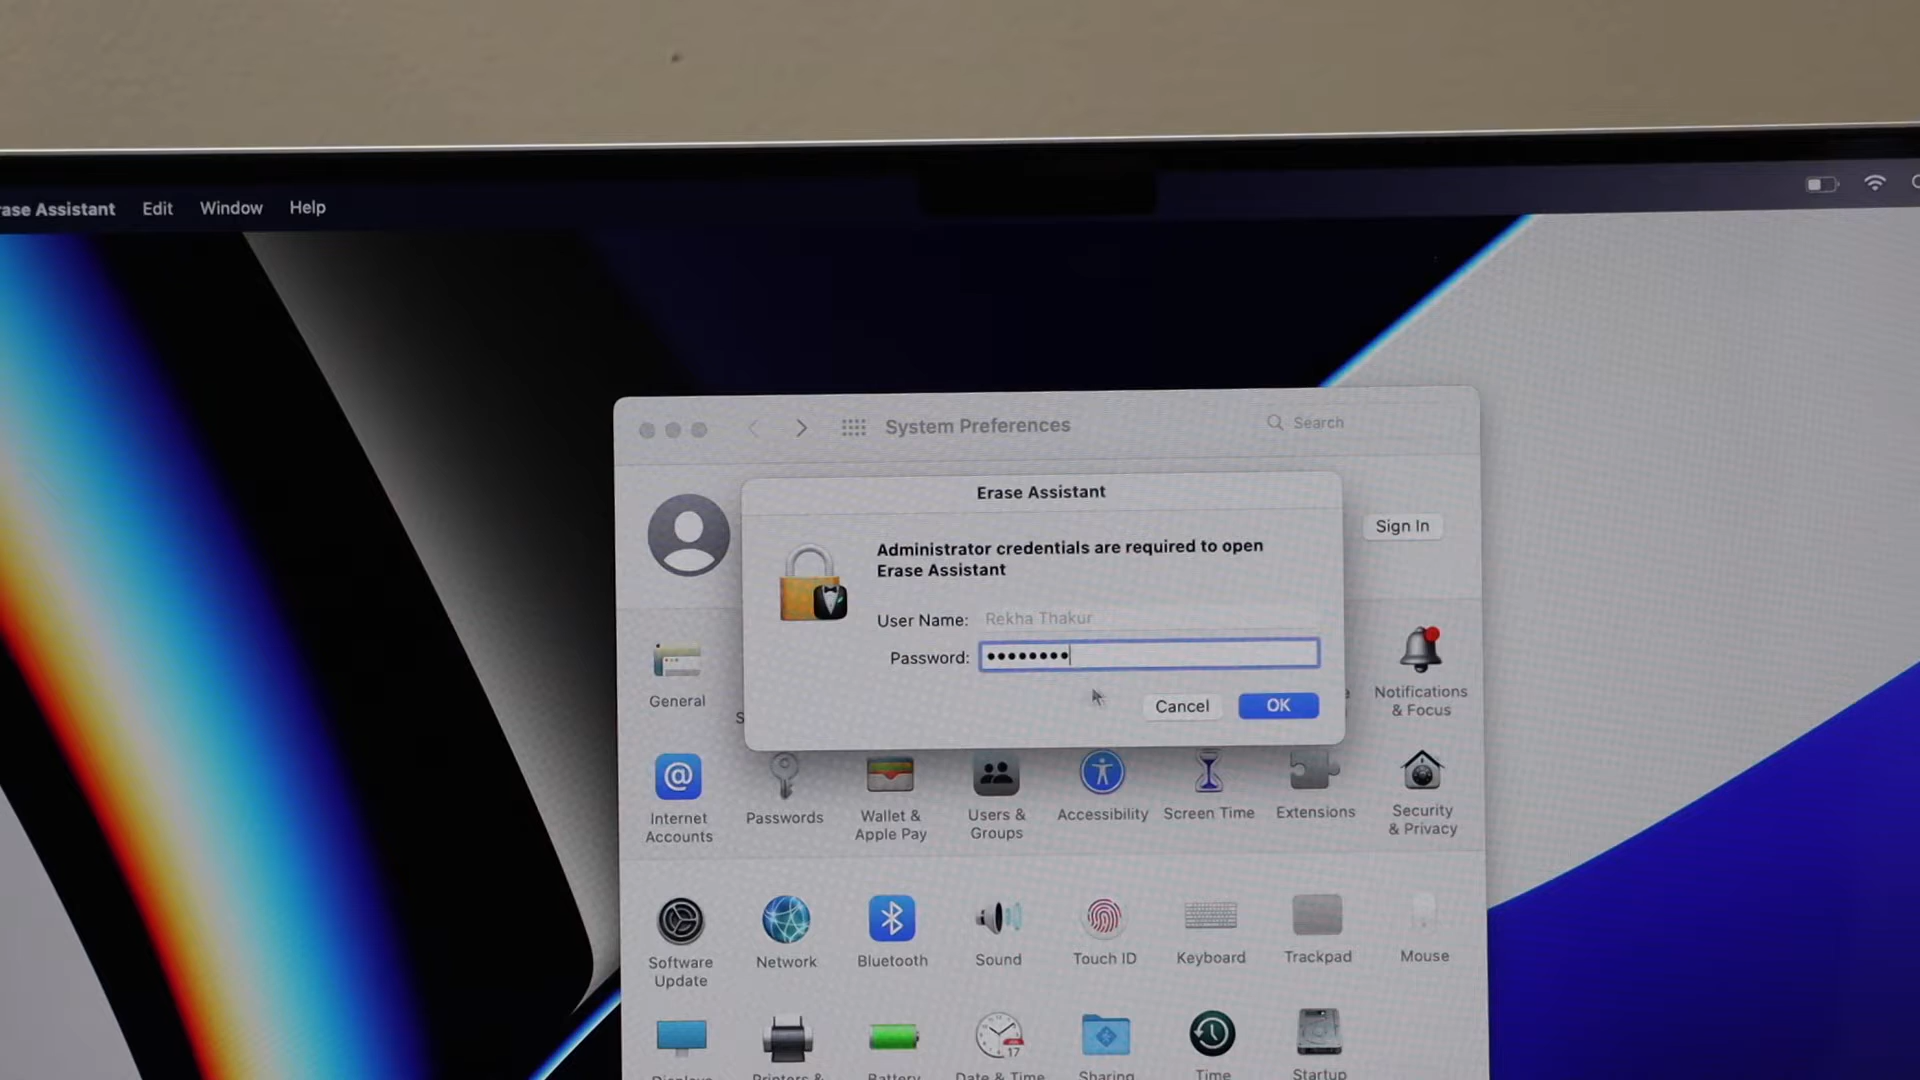 rase Assistant Edit Window Help
System Preferences
Search
Erase Assistant
Sign In
Administrator credentials are required to open
Erase Assistant
User Name: Rekha Thakur
Password: ••••••••
Cancel OK
General
Notifications
& Focus
Internet
Accounts
Passwords
Wallet &
Apple Pay
Users &
Groups
Accessibility
Screen Time
Extensions
Security
& Privacy
Software
Update
Network
Bluetooth
Sound
Touch ID
Keyboard
Trackpad
Mouse
17
Printers &
Battery
Date & Time
Sharing
Time
Startup